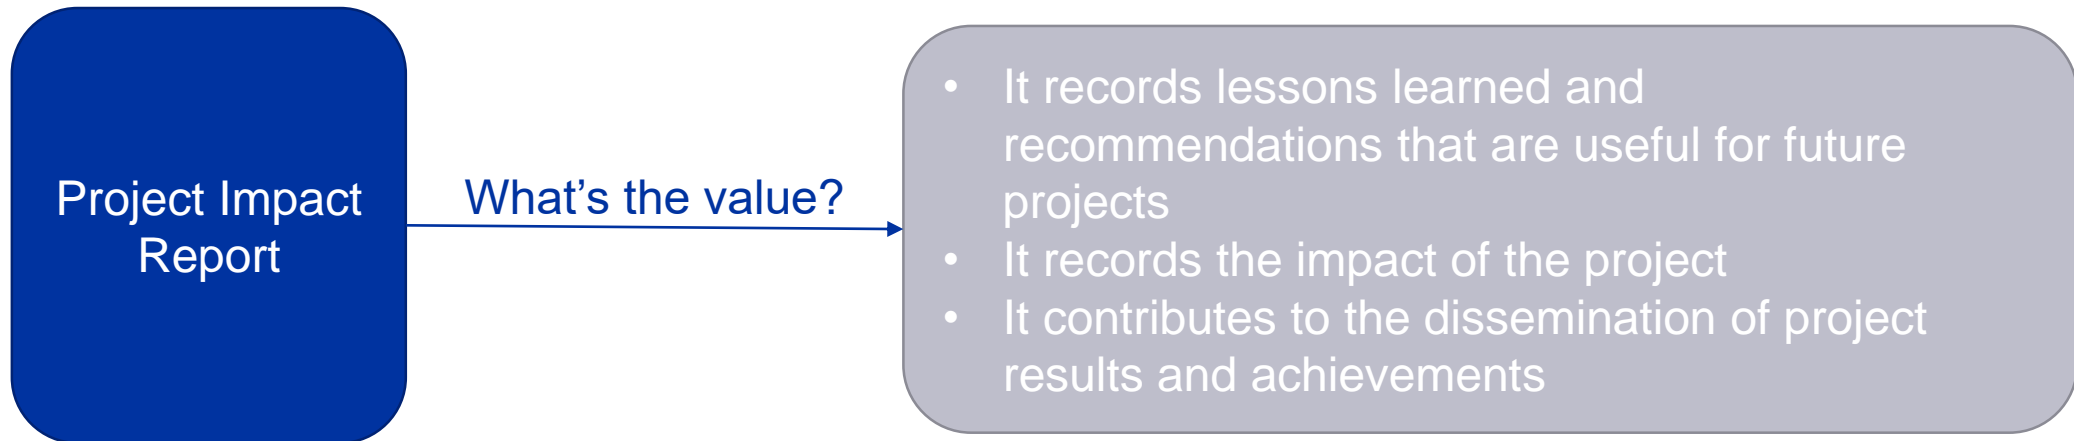 Project Impact
Report
What’s the value?
• It records lessons learned and
recommendations that are useful for future
projects
• It records the impact of the project
• It contributes to the dissemination of project
results and achievements